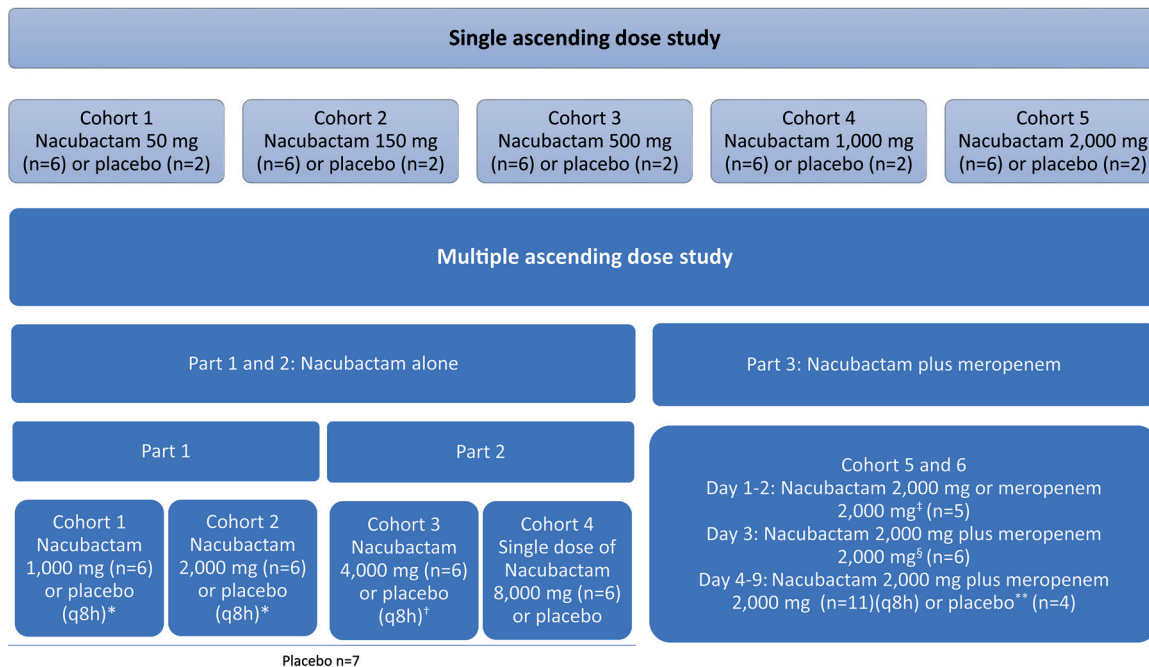 Single ascending dose study
Cohort 1
Nacubactam 50 mg
(n=6) or placebo (n=2)
Cohort 2
Nacubactam 150 mg
(n=6) or placebo (n=2)
Cohort 3
Nacubactam 500 mg
(n=6) or placebo (n=2)
Cohort 4
Nacubactam 1,000 mg
(n=6) or placebo (n=2)
Cohort 5
Nacubactam 2,000 mg
(n=6) or placebo (n=2)
Multiple ascending dose study
Part 1 and 2: Nacubactam alone
Part 3: Nacubactam plus meropenem
Part 1
Part 2
Cohort 1
Nacubactam
1,000 mg (n=6)
or placebo
(q8h)*
Cohort 2
Nacubactam
2,000 mg (n=6)
or placebo
(q8h)*
Cohort 3
Nacubactam
4,000 mg (n=6)
or placebo
(q8h)†
Cohort 4
Single dose of
Nacubactam
8,000 mg (n=6)
or placebo
Cohort 5 and 6
Day 1-2: Nacubactam 2,000 mg or meropenem
2,000 mg‡ (n=5)
Day 3: Nacubactam 2,000 mg plus meropenem
2,000 mg§ (n=6)
Day 4-9: Nacubactam 2,000 mg plus meropenem
2,000 mg (n=11)(q8h) or placebo** (n=4)
Placebo n=7